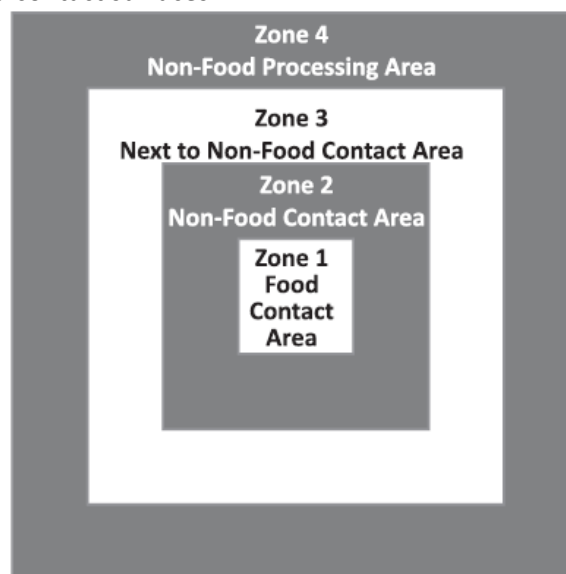 Zone 4
Non-Food Processing Area
Zone 3
Next to Non-Food Contact Area
Zone 2
Non-Food Contact Area
Zone 1
Food
Contact
Area